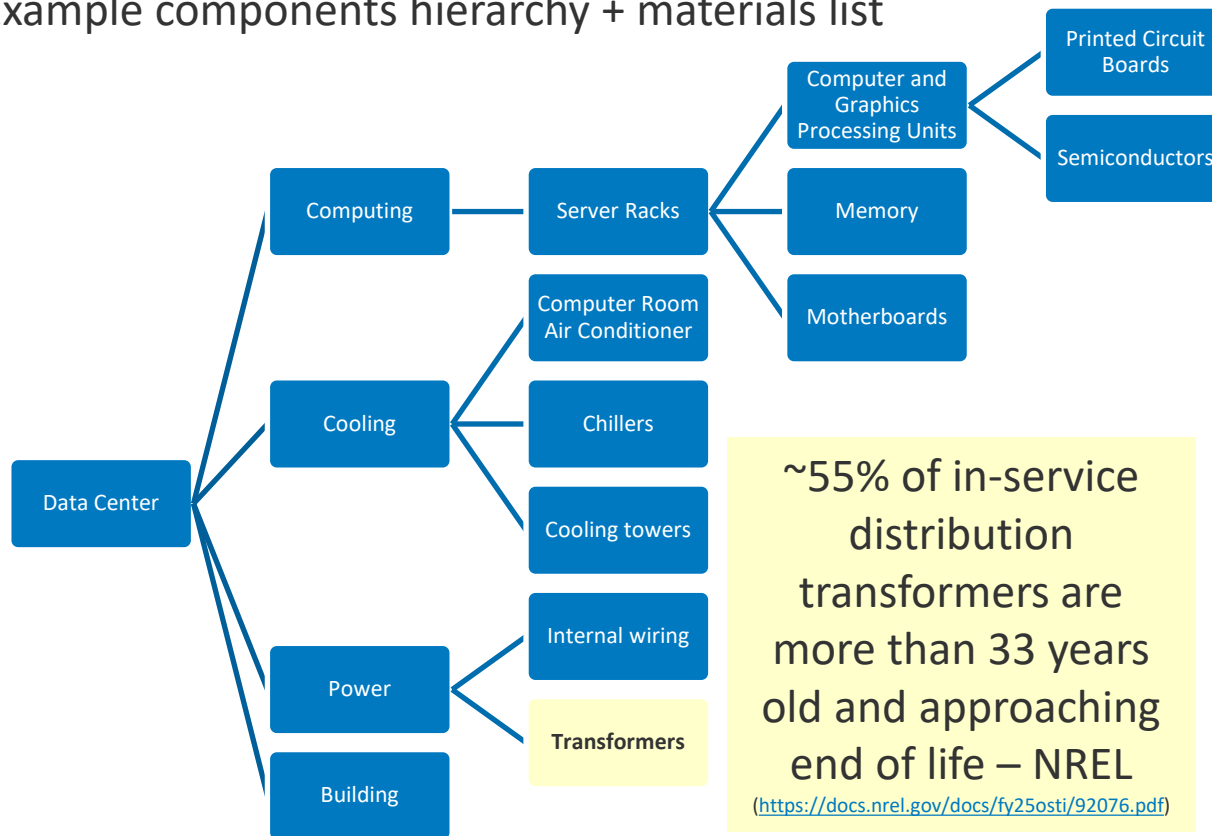 xample components hierarchy + materials list
Printed Circuit
Boards
Computer and
Graphics
Processing Units
Semiconductors
Computing
Server Racks
Memory
Computer Room
Air Conditioner
Motherboards
Cooling
Chillers
Data Center
Cooling towers
Internal wiring
Power
Transformers
Building
~55% of in-service
distribution
transformers are
more than 33 years
old and approaching
end of life – NREL
(https://docs.nrel.gov/docs/fy25osti/92076.pdf)